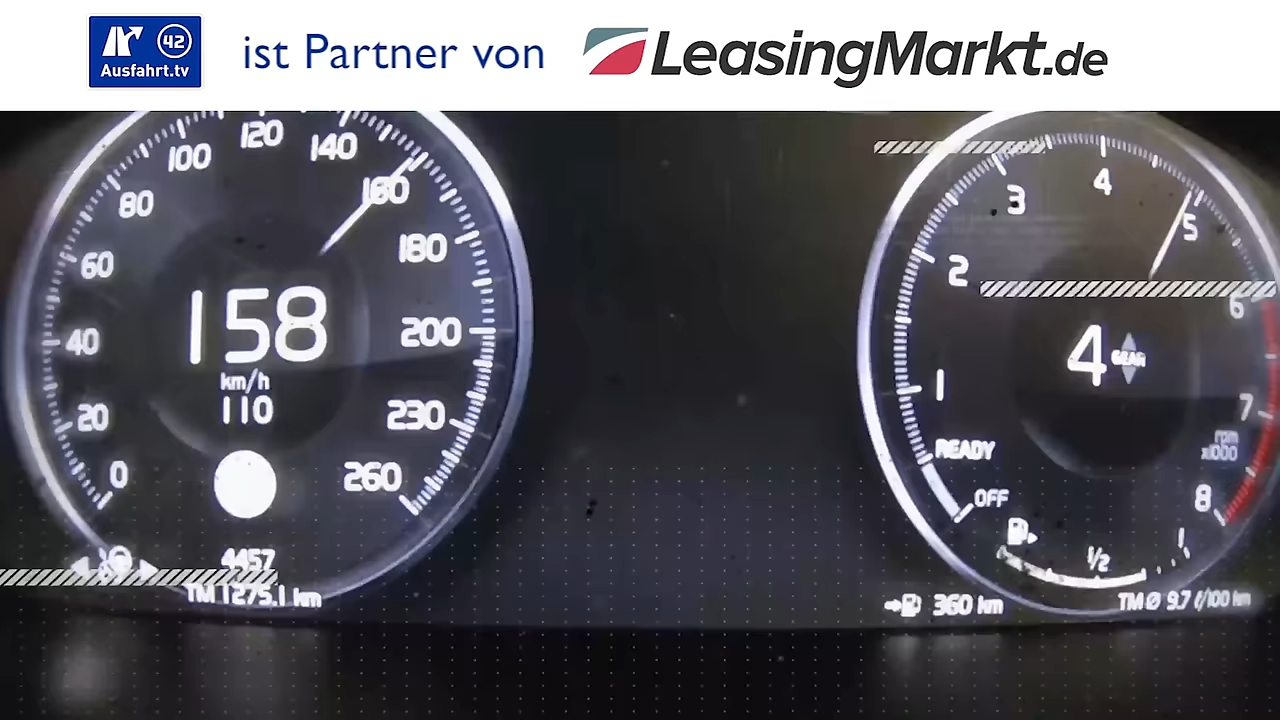 42
Ausfahrt.tv
ist Partner von
LeasingMarkt.de
0
20
40
60
80
100
120
140
160
180
200
230
260
158
km/h
110
4457
TM 1275.1 km
OFF
READY
1
2
3
4
5
6
7
8
rpm
x1000
4 GEAR
1/2
1
360 km
TM Ø 9.7 ℓ/100 km